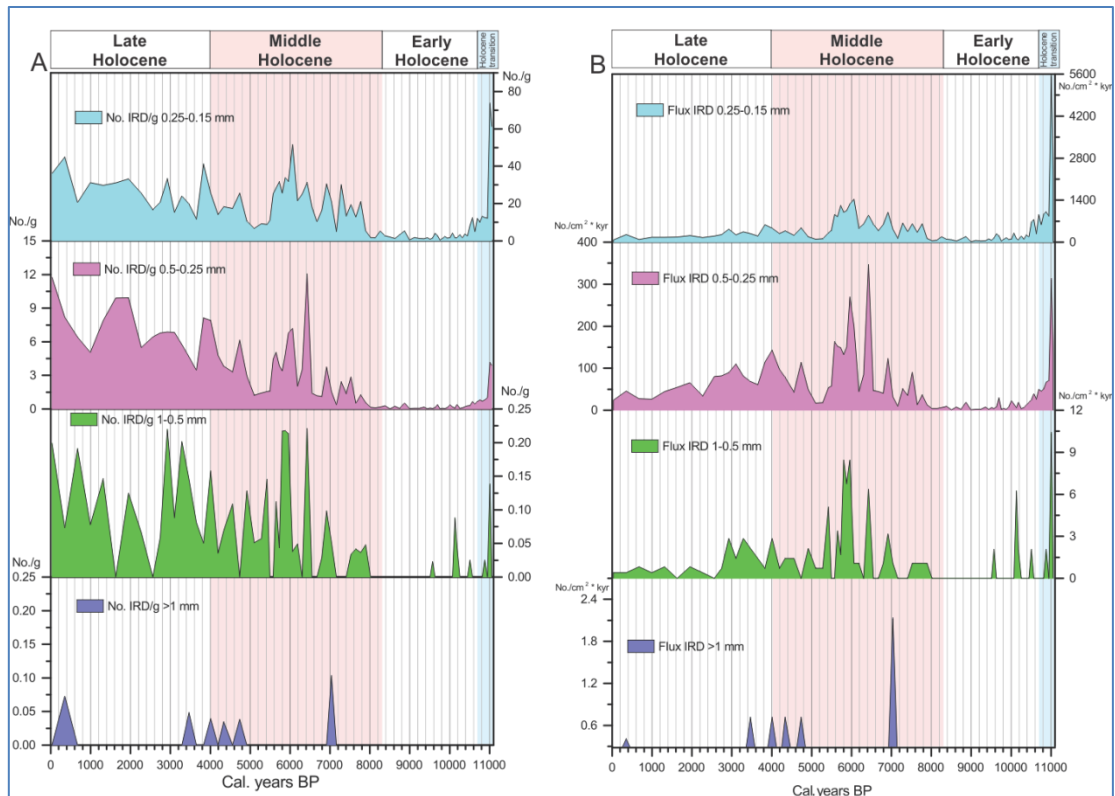 A
Late
Holocene
Middle
Holocene
Early
Holocene
Holocene
transition
No./g
80
60
40
20
0
No. IRD/g 0.25-0.15 mm
No./g
15
12
9
6
3
0
No. IRD/g 0.5-0.25 mm
No./g
0.25
0.20
0.15
0.10
0.05
0.00
No. IRD/g 1-0.5 mm
No./g
0.25
0.20
0.15
0.10
0.05
0.00
No. IRD/g >1 mm
0 1000 2000 3000 4000 5000 6000 7000 8000 9000 10000 11000
Cal. years BP
B
Late
Holocene
Middle
Holocene
Early
Holocene
Holocene
transition
5600
No./cm² * kyr
4200
2800
1400
0
Flux IRD 0.25-0.15 mm
No./cm² * kyr
400
300
200
100
0
Flux IRD 0.5-0.25 mm
No./cm² * kyr
12
9
6
3
0
Flux IRD 1-0.5 mm
No./cm² * kyr
2.4
1.8
1.2
0.6
Flux IRD >1 mm
0 1000 2000 3000 4000 5000 6000 7000 8000 9000 10000 11000
Cal. years BP